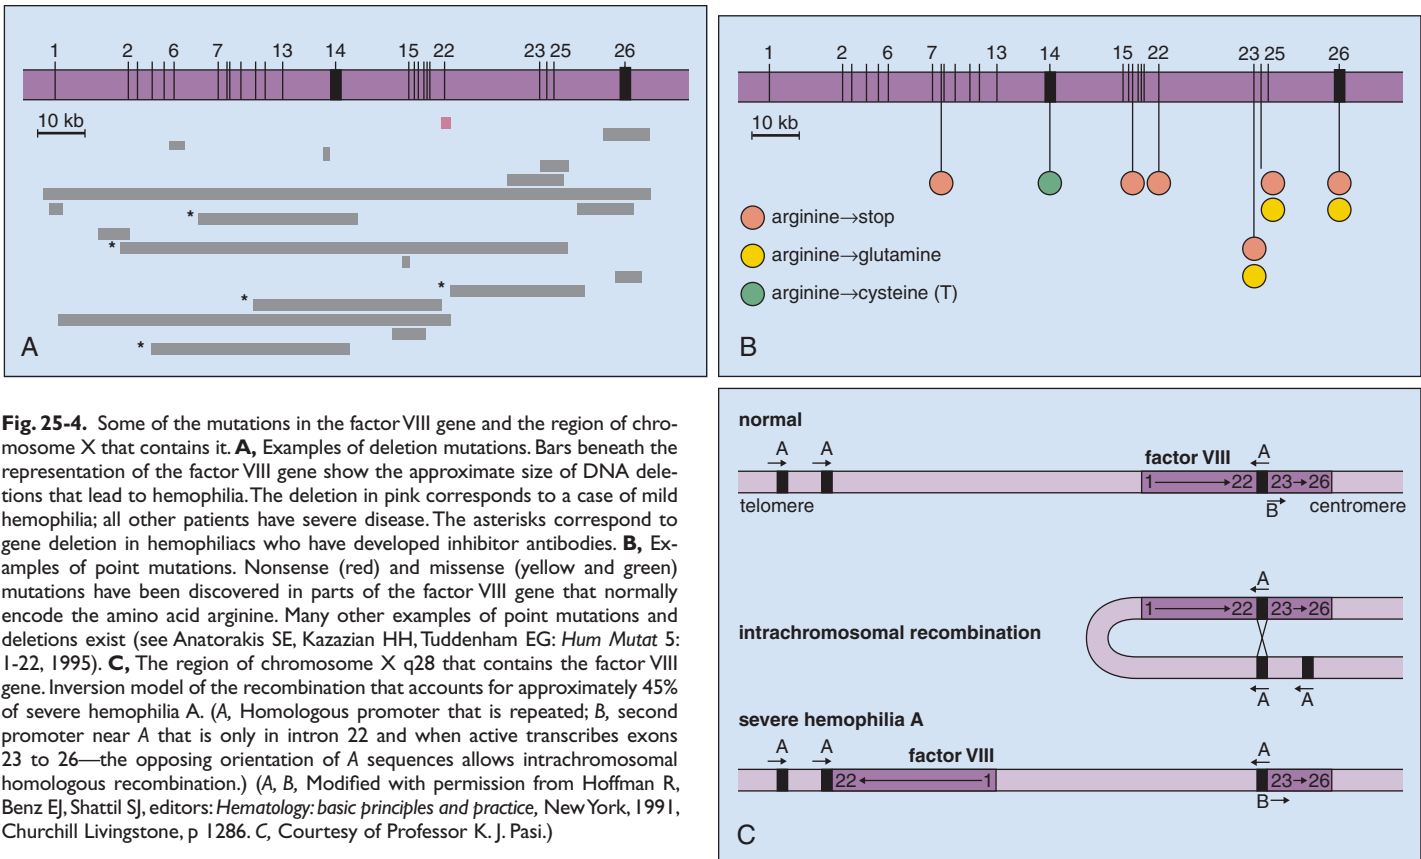 1 2 6 7 13 14 15 22 23 25 26
10 kb
*
*
*
*
*
A
1 2 6 7 13 14 15 22 23 25 26
10 kb
arginine→stop
arginine→glutamine
arginine→cysteine (T)
B
Fig. 25-4. Some of the mutations in the factor VIII gene and the region of chro-
mosome X that contains it. A, Examples of deletion mutations. Bars beneath the
representation of the factor VIII gene show the approximate size of DNA dele-
tions that lead to hemophilia. The deletion in pink corresponds to a case of mild
hemophilia; all other patients have severe disease. The asterisks correspond to
gene deletion in hemophiliacs who have developed inhibitor antibodies. B, Ex-
amples of point mutations. Nonsense (red) and missense (yellow and green)
mutations have been discovered in parts of the factor VIII gene that normally
encode the amino acid arginine. Many other examples of point mutations and
deletions exist (see Anatorakis SE, Kazazian HH, Tuddenham EG: Hum Mutat 5:
1-22, 1995). C, The region of chromosome X q28 that contains the factor VIII
gene. Inversion model of the recombination that accounts for approximately 45%
of severe hemophilia A. (A, Homologous promoter that is repeated; B, second
promoter near A that is only in intron 22 and when active transcribes exons
23 to 26—the opposing orientation of A sequences allows intrachromosomal
homologous recombination.) (A, B, Modified with permission from Hoffman R,
Benz EJ, Shattil SJ, editors: Hematology: basic principles and practice, New York, 1991,
Churchill Livingstone, p 1286. C, Courtesy of Professor K. J. Pasi.)
normal
A A factor VIII A
1→22 23→26
telomere B centromere
A
1→22 23→26
intrachromosomal recombination
A A
severe hemophilia A
A A factor VIII A
22←1 23→26
B
C